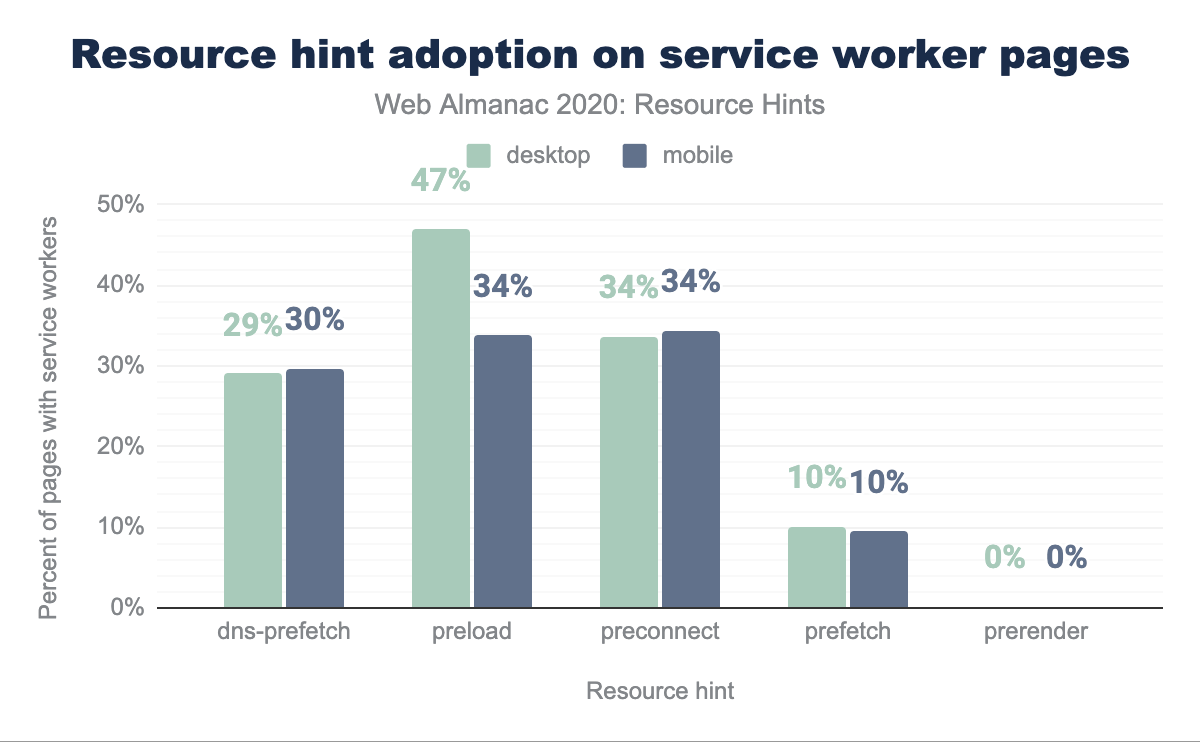 Resource hint adoption on service worker pages
Web Almanac 2020: Resource Hints
desktop mobile
Percent of pages with service workers
50%
40%
30%
20%
10%
0%
29% 30%
47% 34%
34% 34%
10% 10%
0% 0%
dns-prefetch preload preconnect prefetch prerender
Resource hint